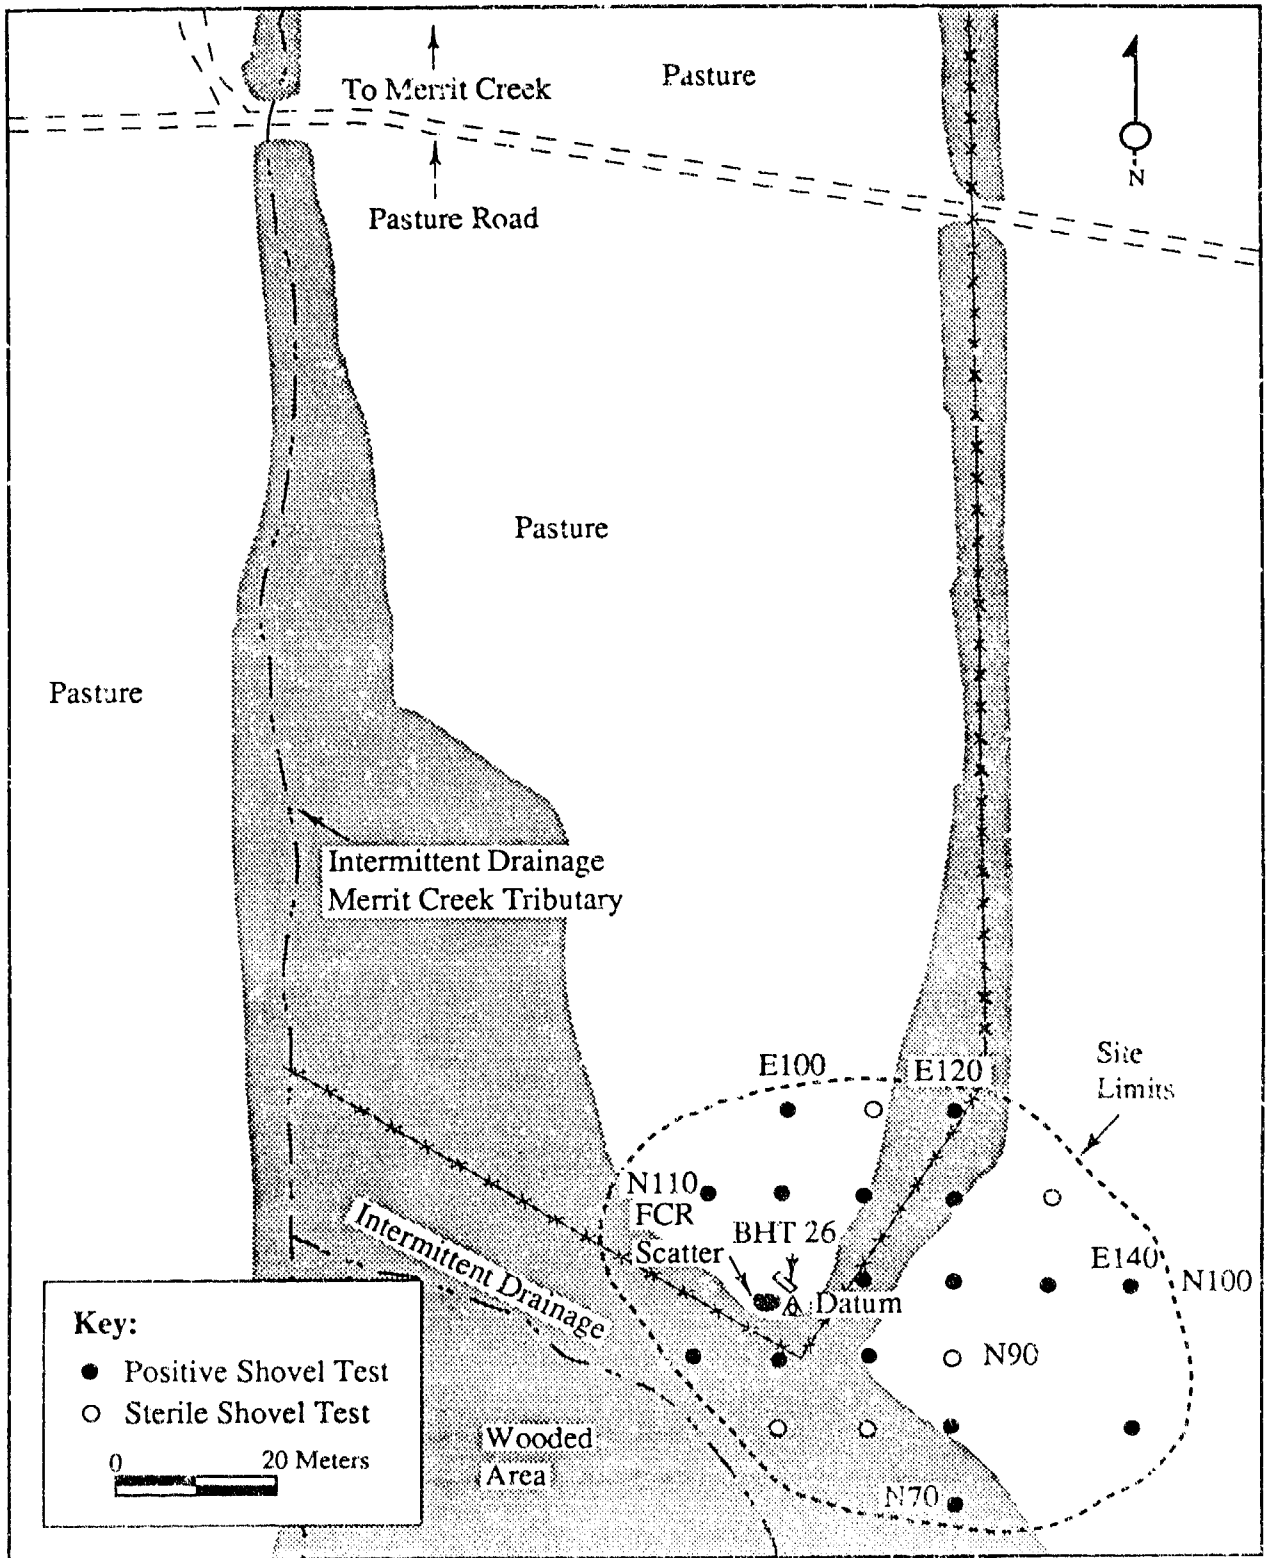 To Merrit Creek
Pasture
N
Pasture Road
Pasture
Pasture
Intermittent Drainage
Merrit Creek Tributary
E100
E120
Site
Limits
N110
FCR
Scatter
BHT 26
E140
N100
Datum
Intermittent Drainage
N90
Key:
Positive Shovel Test
Sterile Shovel Test
0
20 Meters
Wooded
Area
N70